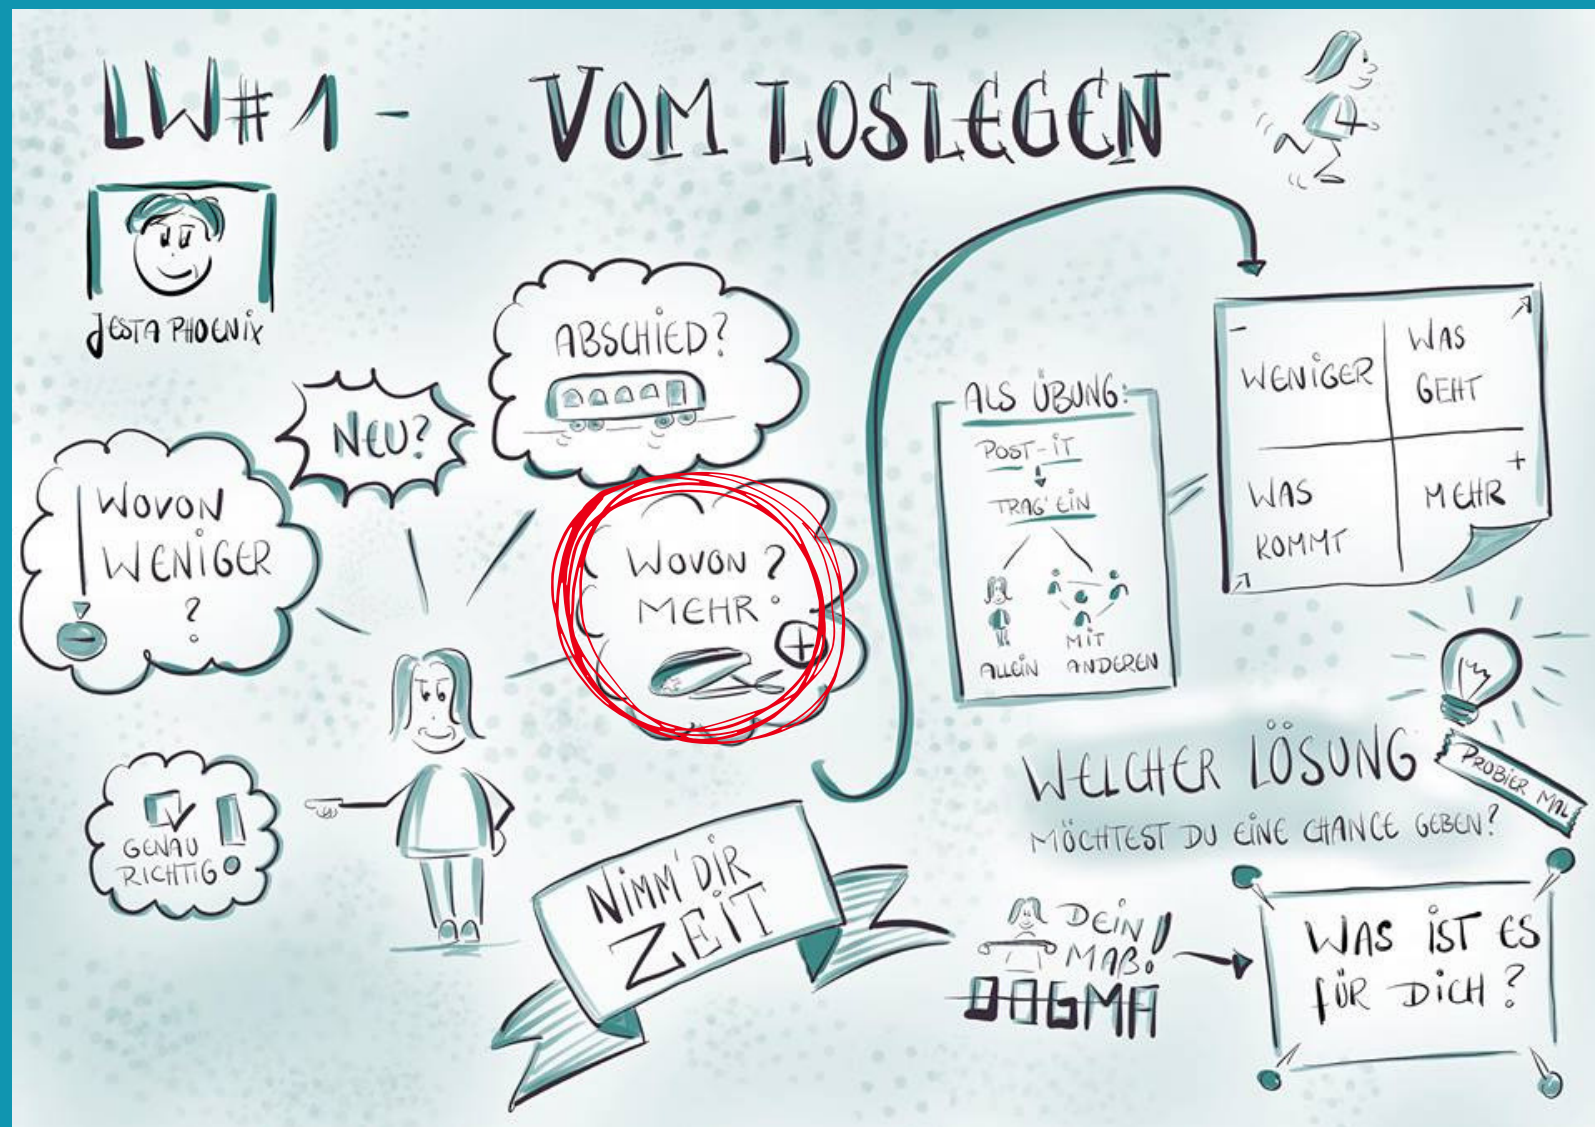 LW#1 - VOM LOSLEGEN
JESTA PHOENIX
ABSCHIED?
NEU?
WOVON
WENIGER
?
WOVON ?
MEHR
+
GENAU
RICHTIG
!
NIMM' DIR
ZEIT
ALS ÜBUNG:
POST-IT
TRAG' EIN
ALLEIN
MIT
ANDEREN
-
WENIGER
WAS
GEHT
WAS
KOMMT
+
MEHR
WELCHER LÖSUNG
MÖCHTEST DU EINE CHANCE GEBEN?
PROBIER MAL
DEIN
MAß!
DOGMA
WAS IST ES
FÜR DICH?